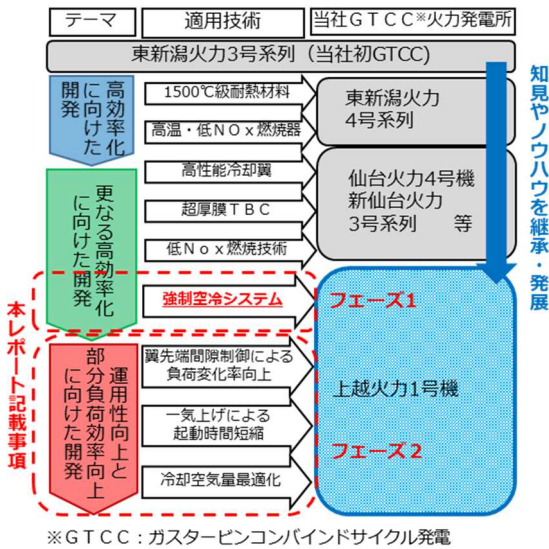 テーマ
適用技術
当社ＧＴＣＣ※火力発電所
東新潟火力3号系列（当社初GTCC)
高効率化
に向けた
開発
1500℃級耐熱材料
高温・低ＮＯｘ燃焼器
東新潟火力
4号系列
更なる高効率化
に向けた開発
高性能冷却翼
超厚膜ＴＢＣ
低Ｎｏｘ燃焼技術
仙台火力4号機
新仙台火力
3号系列　等
強制空冷システム
フェーズ1
運用性向上と
部分負荷効率向上
に向けた開発
翼先端間隙制御による
負荷変化率向上
一気上げによる
起動時間短縮
冷却空気量最適化
上越火力1号機
フェーズ２
知見やノウハウを継承・発展
本レポート記載事項
※ＧＴＣＣ：ガスタービンコンバインドサイクル発電